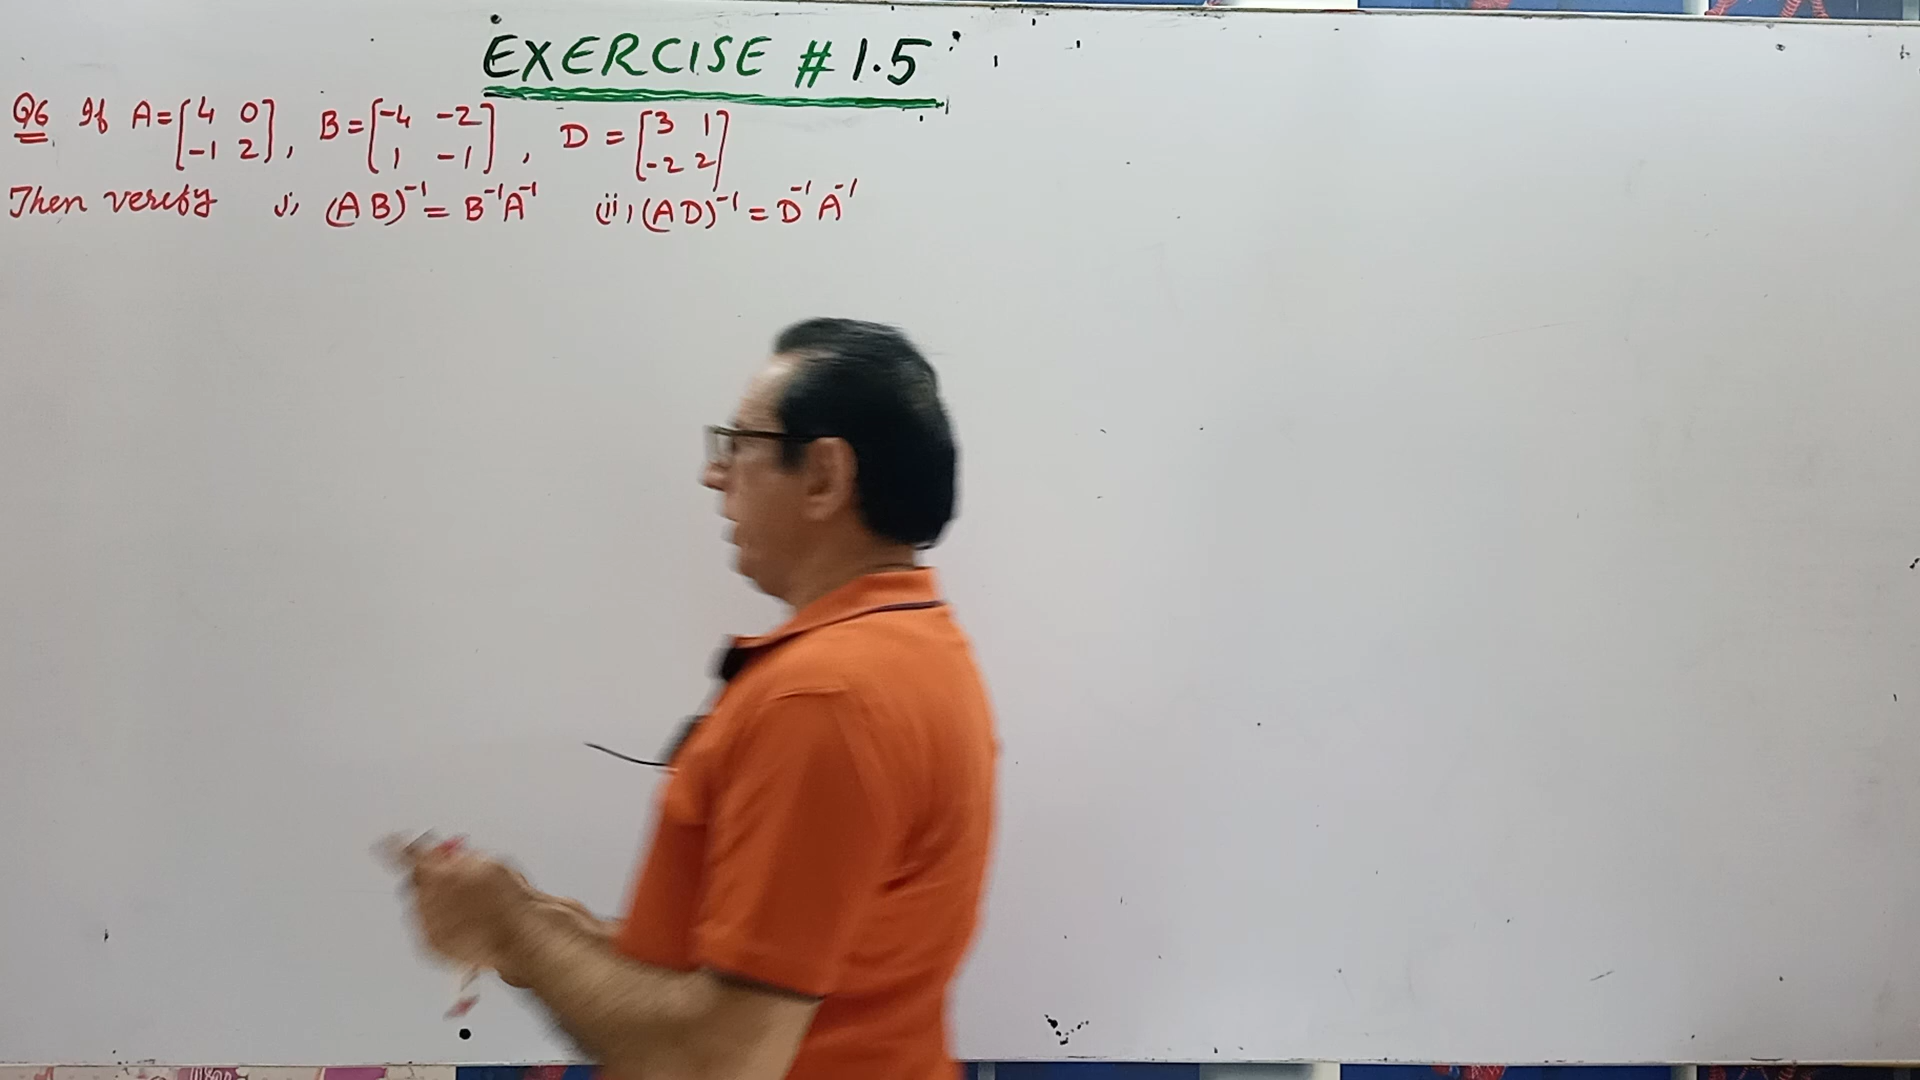 EXERCISE # 1.5
Q6 If A=[4 0 -1 2], B=[-4 -2 1 -1], D=[3 1 -2 2]
Then verify i, (AB)⁻¹=B⁻¹A⁻¹ (ii, (AD)⁻¹=D⁻¹A⁻¹